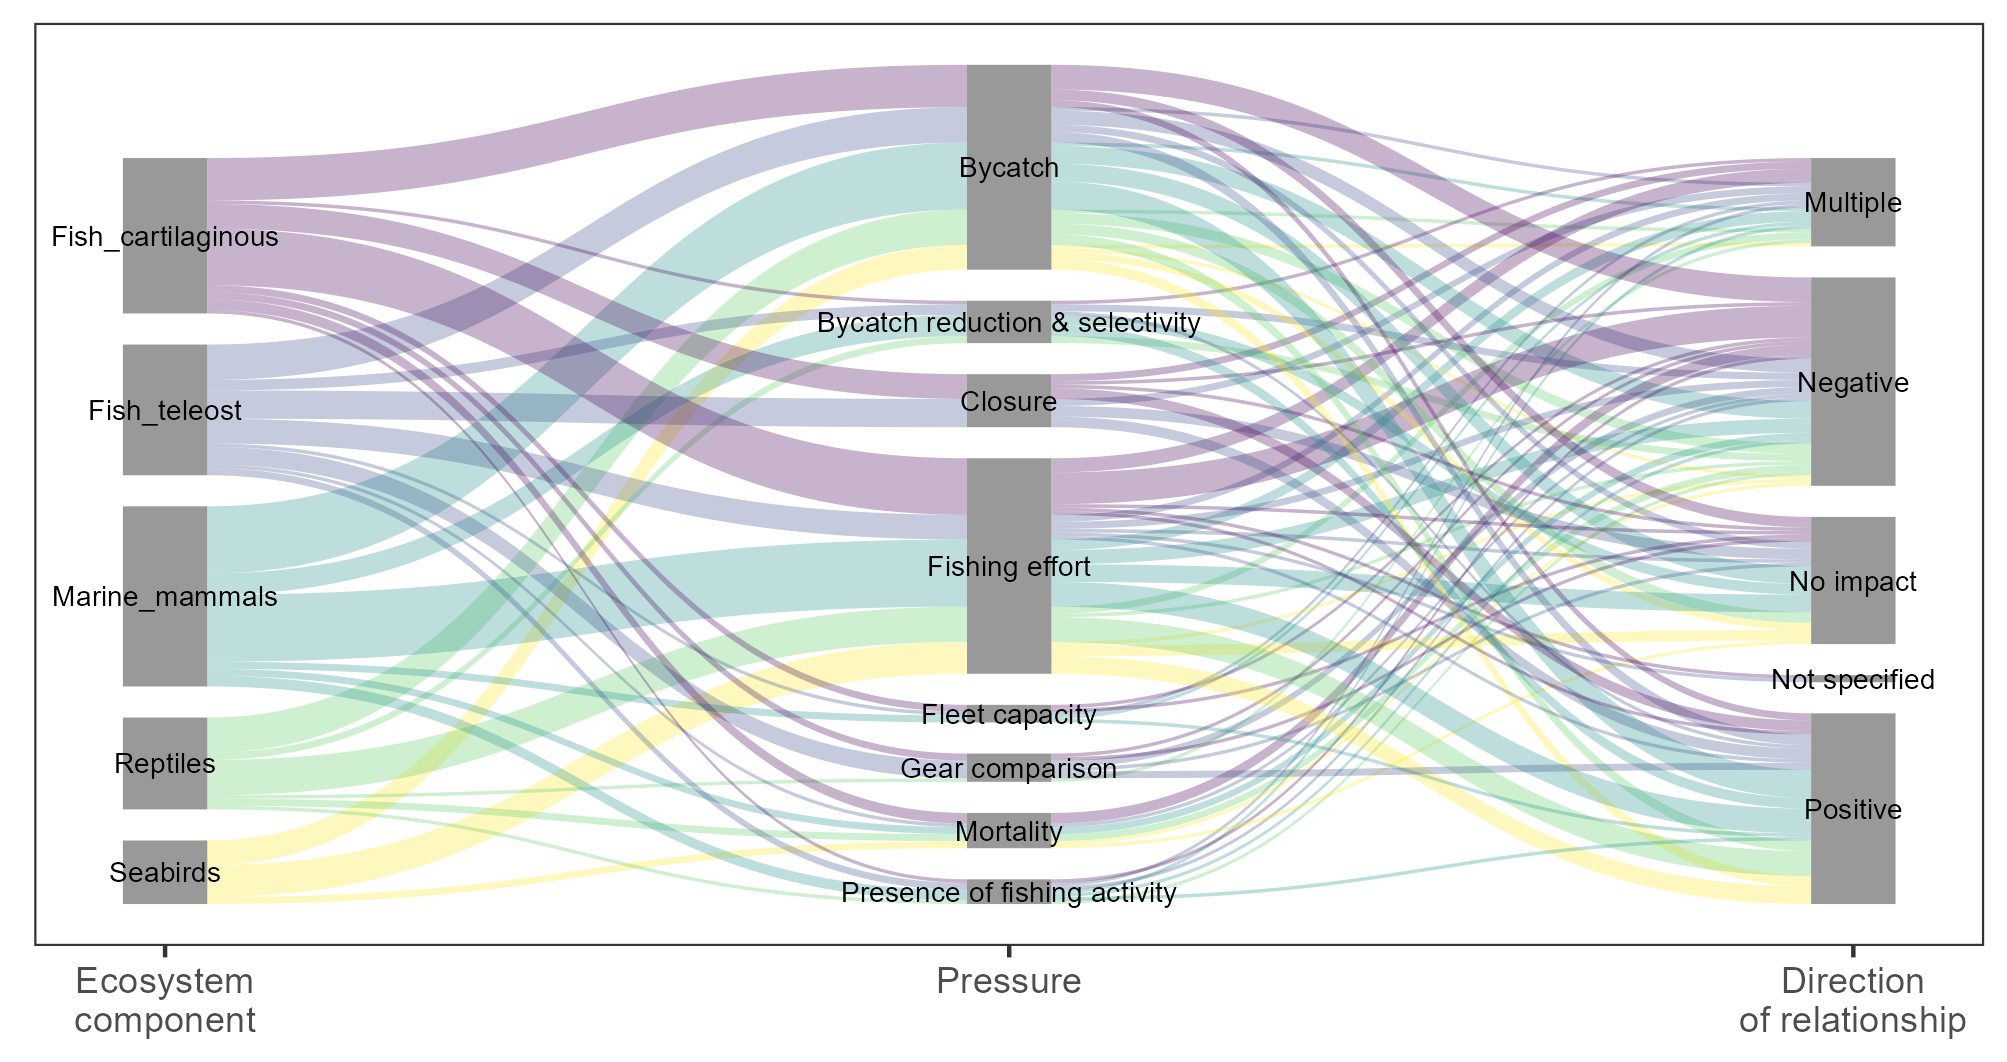 Fish_cartilaginous
Fish_teleost
Marine_mammals
Reptiles
Seabirds
Bycatch
Bycatch reduction & selectivity
Closure
Fishing effort
Fleet capacity
Gear comparison
Mortality
Presence of fishing activity
Multiple
Negative
No impact
Not specified
Positive
Ecosystem
component
Pressure
Direction
of relationship